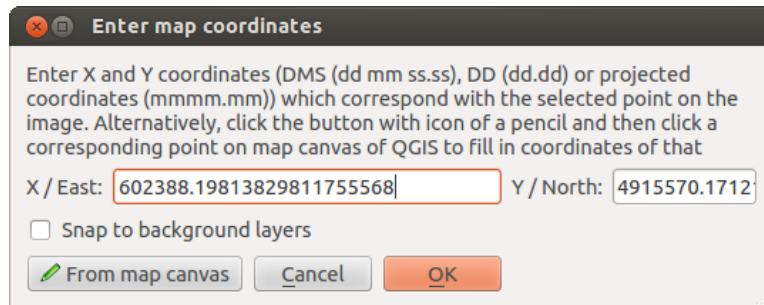 Enter map coordinates
Enter X and Y coordinates (DMS (dd mm ss.ss), DD (dd.dd) or projected
coordinates (mmmm.mm)) which correspond with the selected point on the
image. Alternatively, click the button with icon of a pencil and then click a
corresponding point on map canvas of QGIS to fill in coordinates of that
X / East: 602388.19813829811755568 Y / North: 4915570.1712
Snap to background layers
From map canvas Cancel OK